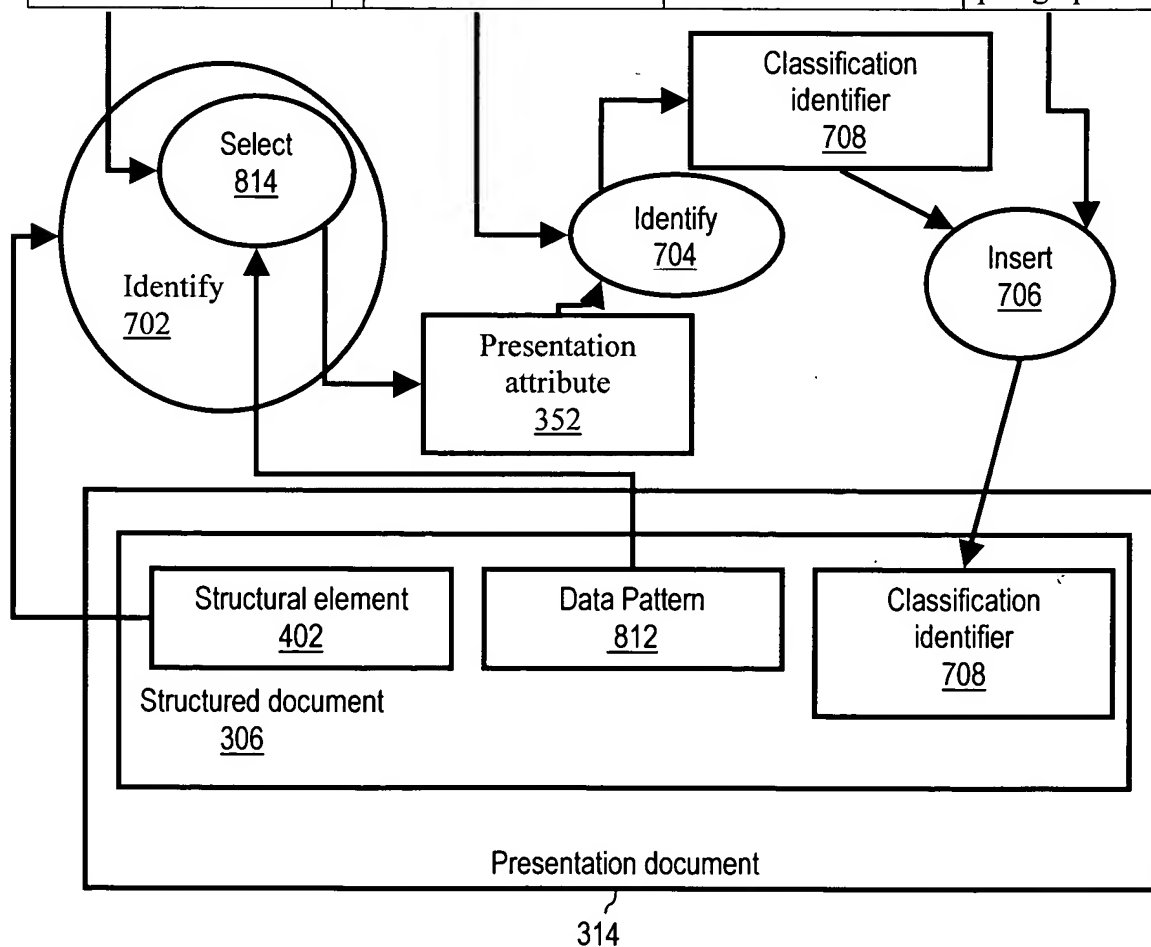 Classification
identifier
708
Select
814
Identify
704
Insert
706
Identify
702
Presentation
attribute
352
Structural element
402
Data Pattern
812
Classification
identifier
708
Structured document
306
Presentation document
314